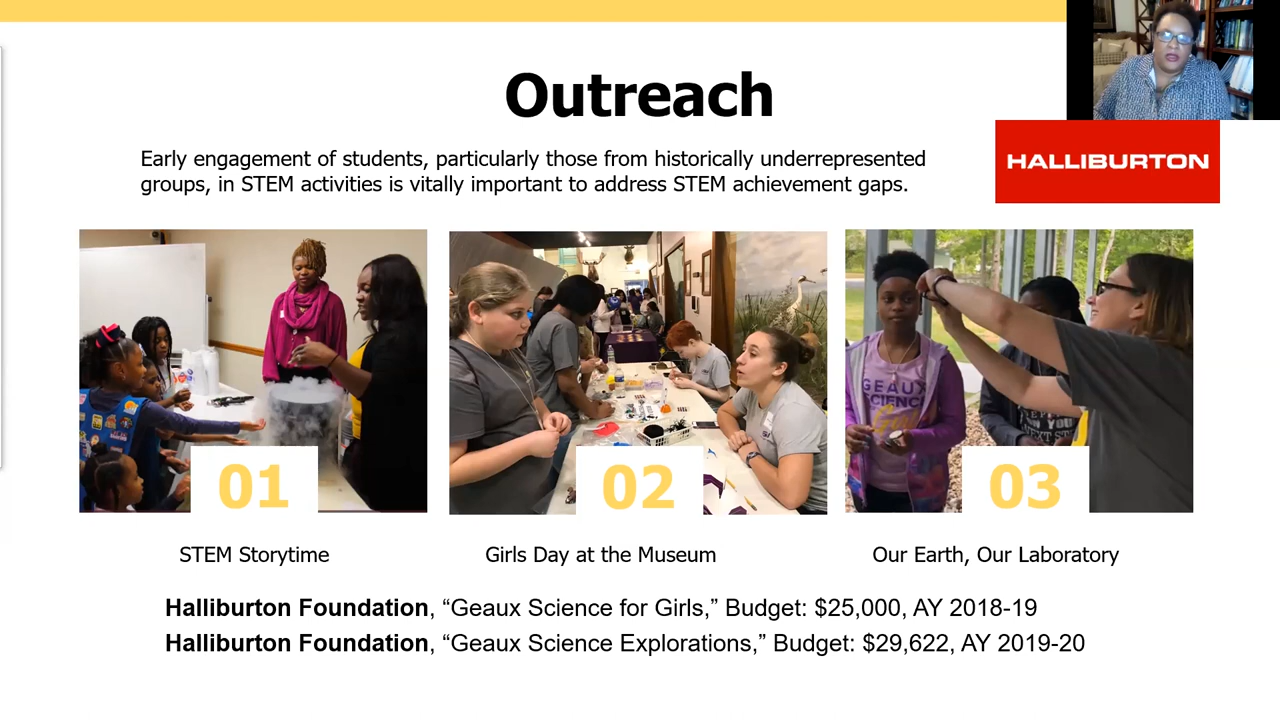 Outreach
Early engagement of students, particularly those from historically underrepresented
groups, in STEM activities is vitally important to address STEM achievement gaps.
HALLIBURTON
GEAUX
SCIENCE
01
02
03
STEM Storytime
Girls Day at the Museum
Our Earth, Our Laboratory
Halliburton Foundation, “Geaux Science for Girls,” Budget: $25,000, AY 2018-19
Halliburton Foundation, “Geaux Science Explorations,” Budget: $29,622, AY 2019-20